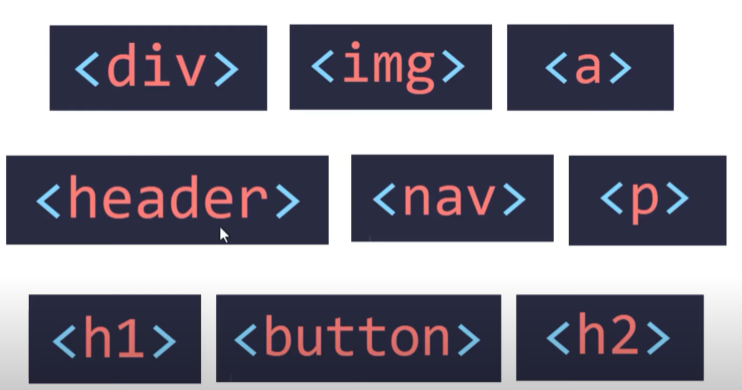 <div> <img> <a>
<header> <nav> <p>
<h1> <button> <h2>